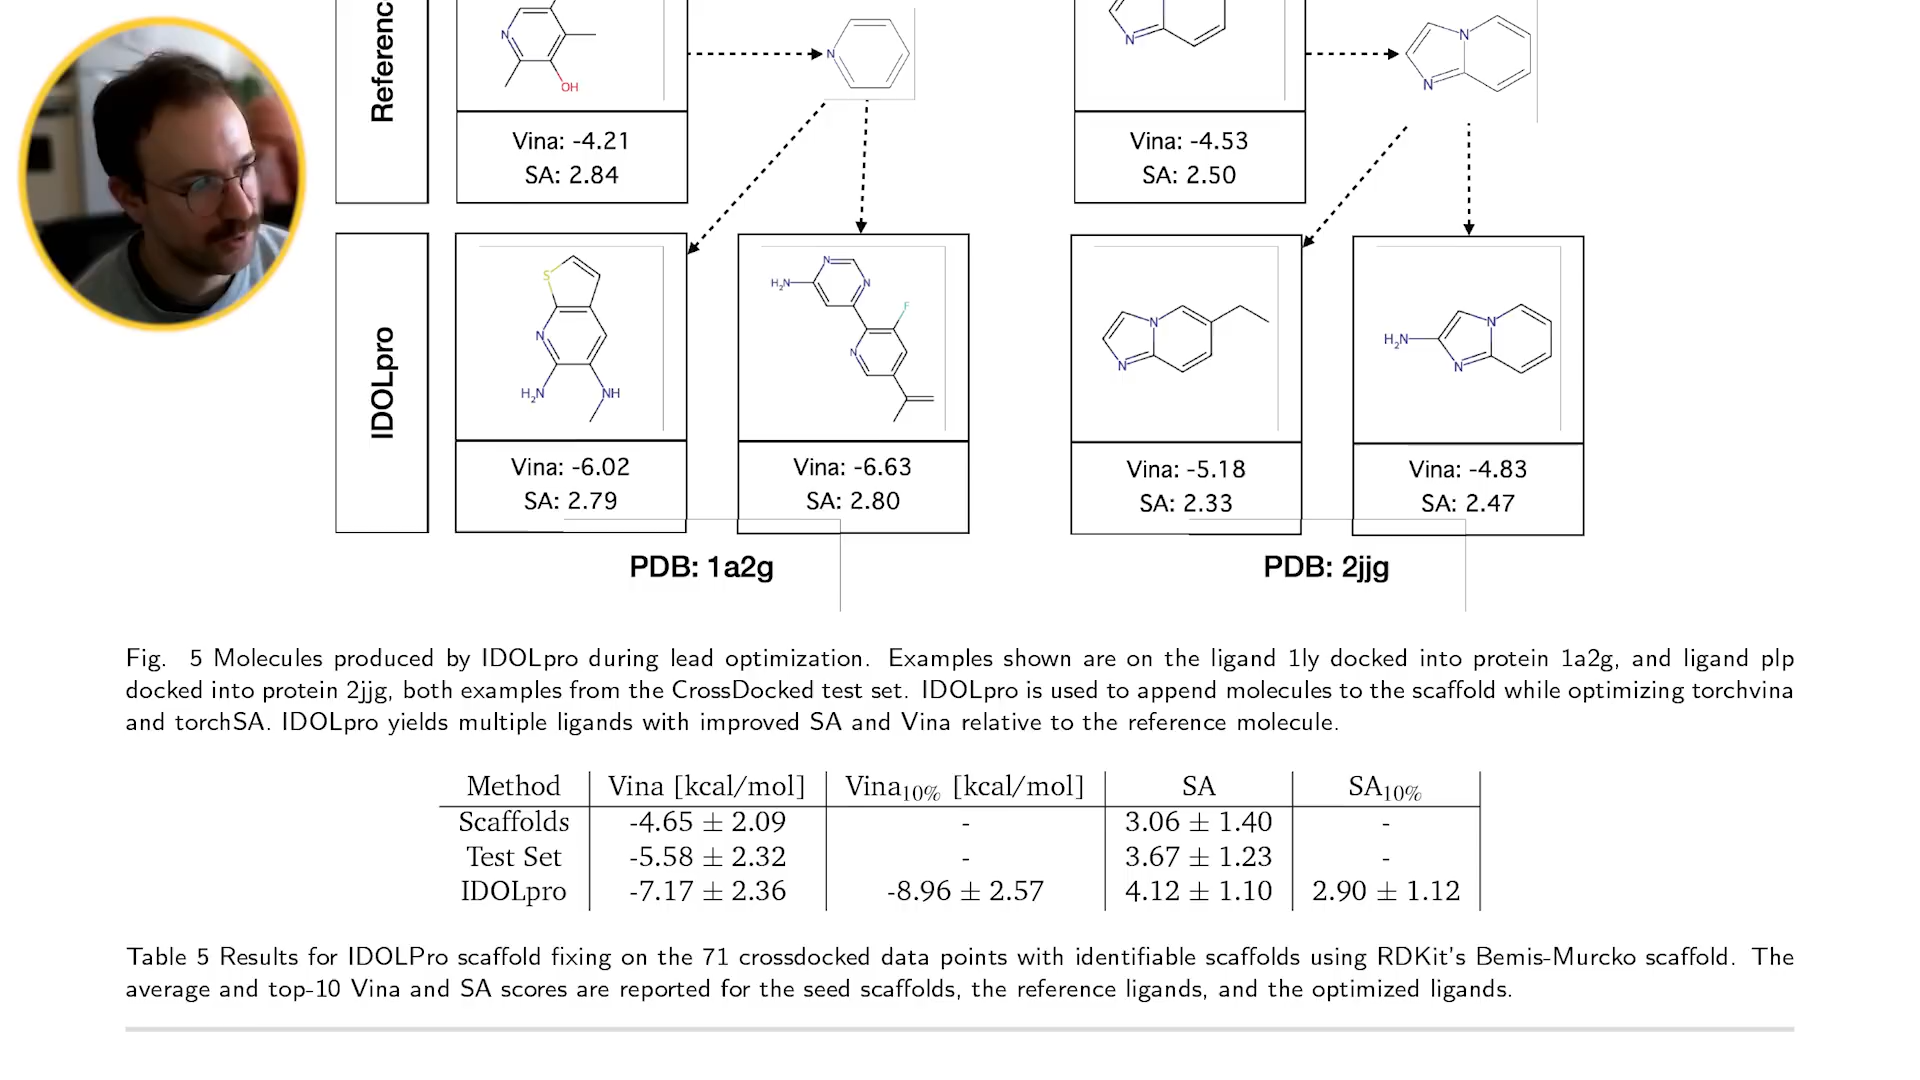 Referenc
N
OH
N
N
N
N
Vina: -4.21
SA: 2.84
Vina: -4.53
SA: 2.50
IDOLpro
S
N
H2N
NH
N
N
H2N
F
N
N
N
H2N
N
N
Vina: -6.02
SA: 2.79
Vina: -6.63
SA: 2.80
Vina: -5.18
SA: 2.33
Vina: -4.83
SA: 2.47
PDB: 1a2g
PDB: 2jjg
Fig. 5 Molecules produced by IDOLpro during lead optimization. Examples shown are on the ligand 1ly docked into protein 1a2g, and ligand plp
docked into protein 2jjg, both examples from the CrossDocked test set. IDOLpro is used to append molecules to the scaffold while optimizing torchvina
and torchSA. IDOLpro yields multiple ligands with improved SA and Vina relative to the reference molecule.
Method Vina [kcal/mol] Vina10% [kcal/mol] SA SA10%
Scaffolds -4.65 ± 2.09 - 3.06 ± 1.40 -
Test Set -5.58 ± 2.32 - 3.67 ± 1.23 -
IDOLpro -7.17 ± 2.36 -8.96 ± 2.57 4.12 ± 1.10 2.90 ± 1.12
Table 5 Results for IDOLPro scaffold fixing on the 71 crossdocked data points with identifiable scaffolds using RDKit's Bemis-Murcko scaffold. The
average and top-10 Vina and SA scores are reported for the seed scaffolds, the reference ligands, and the optimized ligands.